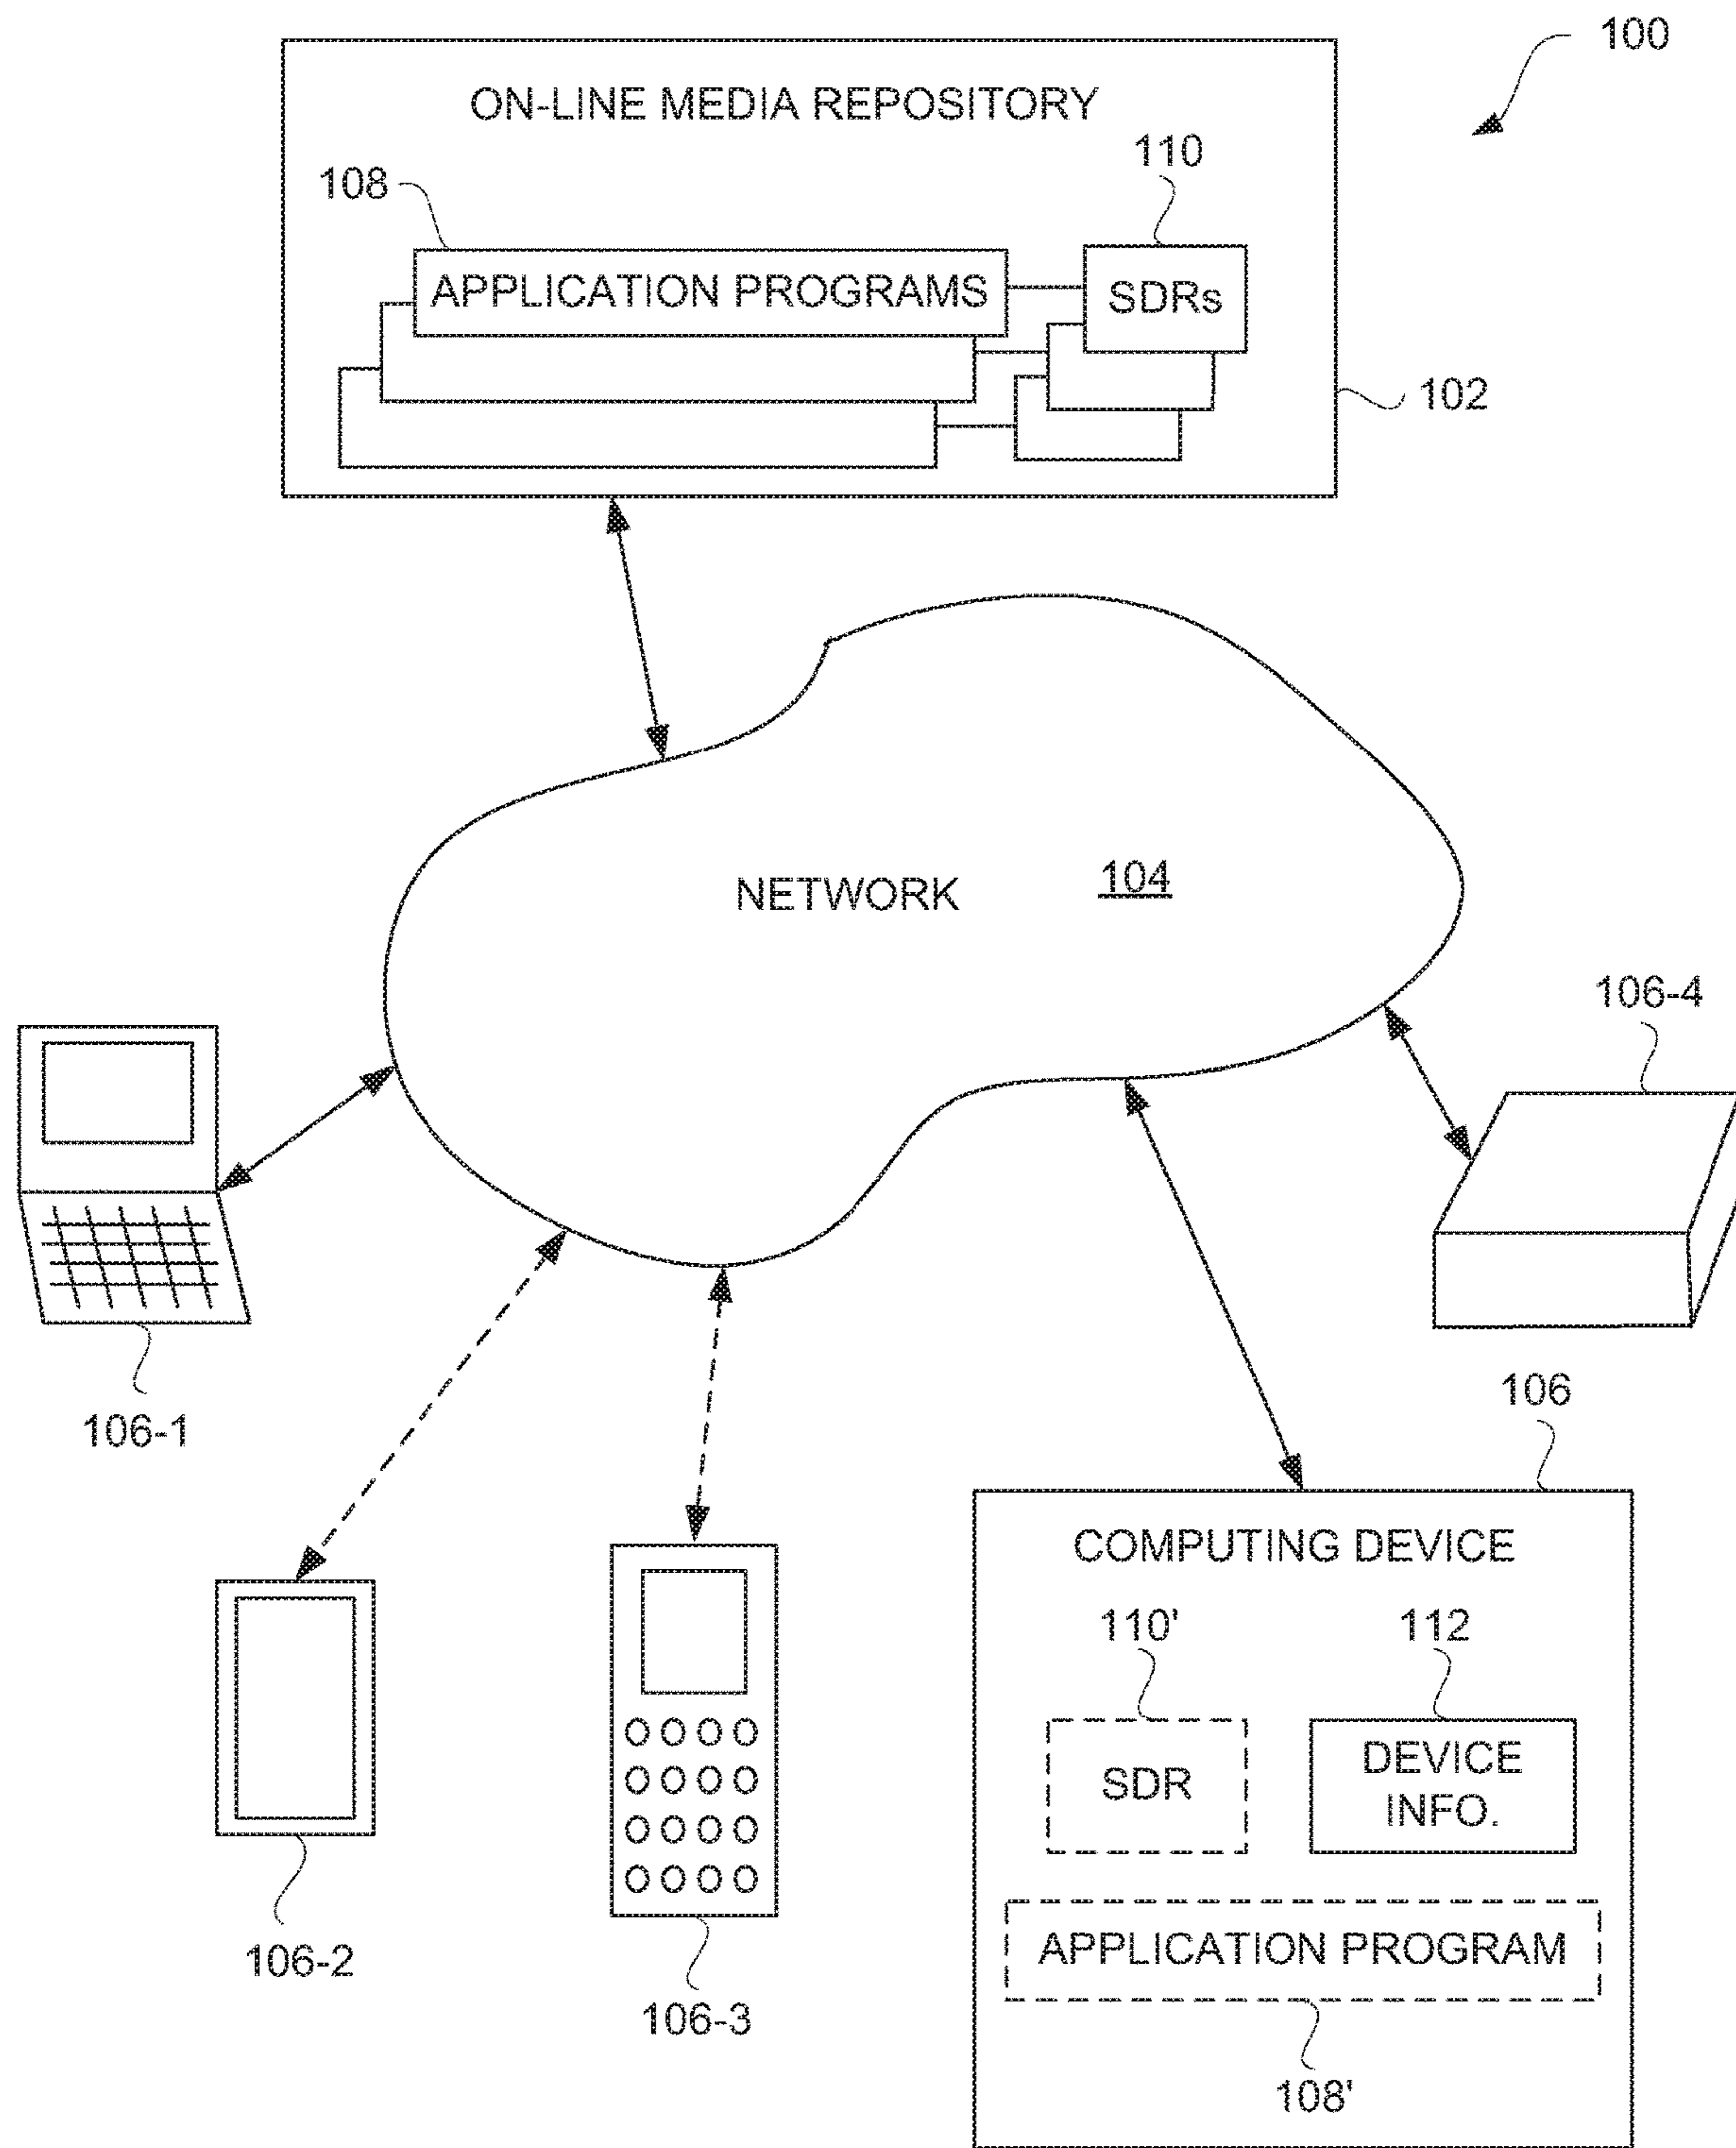 100
ON-LINE MEDIA REPOSITORY
110
108
APPLICATION PROGRAMS
SDRs
102
NETWORK
104
106-4
106-1
106
COMPUTING DEVICE
110'
112
SDR
DEVICE
INFO.
APPLICATION PROGRAM
106-2
106-3
108'